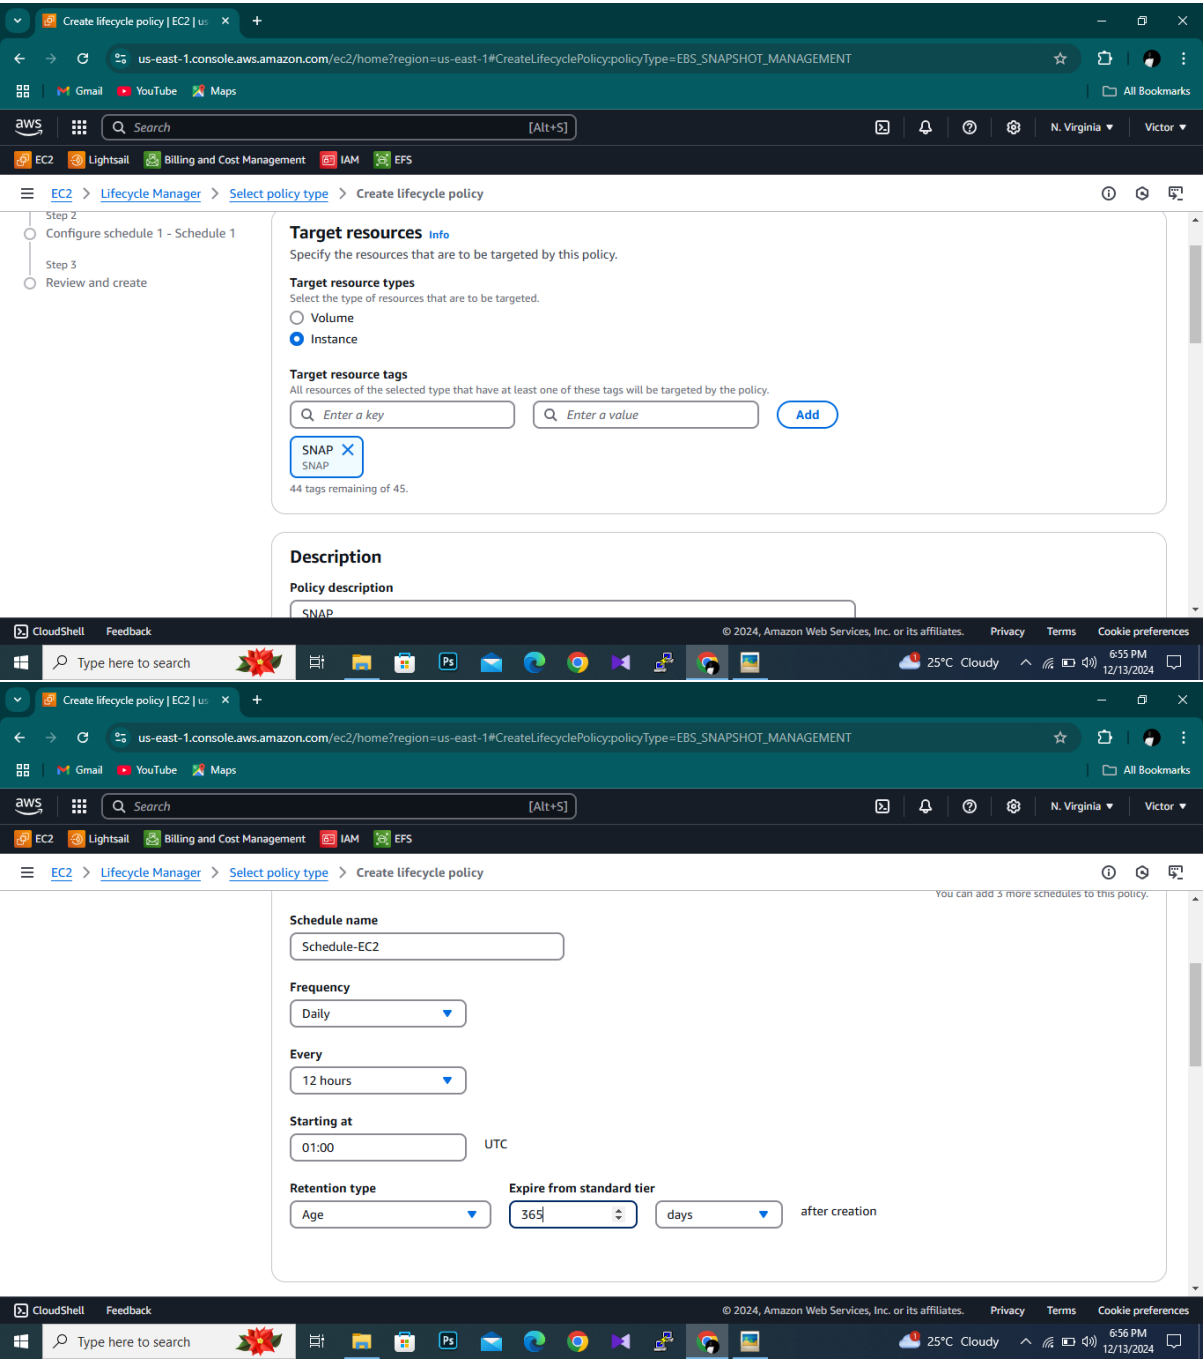 Create lifecycle policy | EC2 | us
us-east-1.console.aws.amazon.com/ec2/home?region=us-east-1#CreateLifecyclePolicy:policyType=EBS_SNAPSHOT_MANAGEMENT
Gmail YouTube Maps All Bookmarks
aws Search [Alt+S] N. Virginia Victor
EC2 Lightsail Billing and Cost Management IAM EFS
EC2 > Lifecycle Manager > Select policy type > Create lifecycle policy
Step 2
Configure schedule 1 - Schedule 1
Step 3
Review and create
Target resources Info
Specify the resources that are to be targeted by this policy.
Target resource types
Select the type of resources that are to be targeted.
Volume
Instance
Target resource tags
All resources of the selected type that have at least one of these tags will be targeted by the policy.
Enter a key Enter a value Add
SNAP
SNAP
44 tags remaining of 45.
Description
Policy description
SNAP
CloudShell Feedback © 2024, Amazon Web Services, Inc. or its affiliates. Privacy Terms Cookie preferences
Type here to search Ps 1 25°C Cloudy 6:55 PM
12/13/2024
Create lifecycle policy | EC2 | us
us-east-1.console.aws.amazon.com/ec2/home?region=us-east-1#CreateLifecyclePolicy:policyType=EBS_SNAPSHOT_MANAGEMENT
Gmail YouTube Maps All Bookmarks
aws Search [Alt+S] N. Virginia Victor
EC2 Lightsail Billing and Cost Management IAM EFS
EC2 > Lifecycle Manager > Select policy type > Create lifecycle policy
You can add 3 more schedules to this policy.
Schedule name
Schedule-EC2
Frequency
Daily
Every
12 hours
Starting at
01:00 UTC
Retention type Expire from standard tier
Age 365 days after creation
CloudShell Feedback © 2024, Amazon Web Services, Inc. or its affiliates. Privacy Terms Cookie preferences
Type here to search Ps 1 25°C Cloudy 6:56 PM
12/13/2024